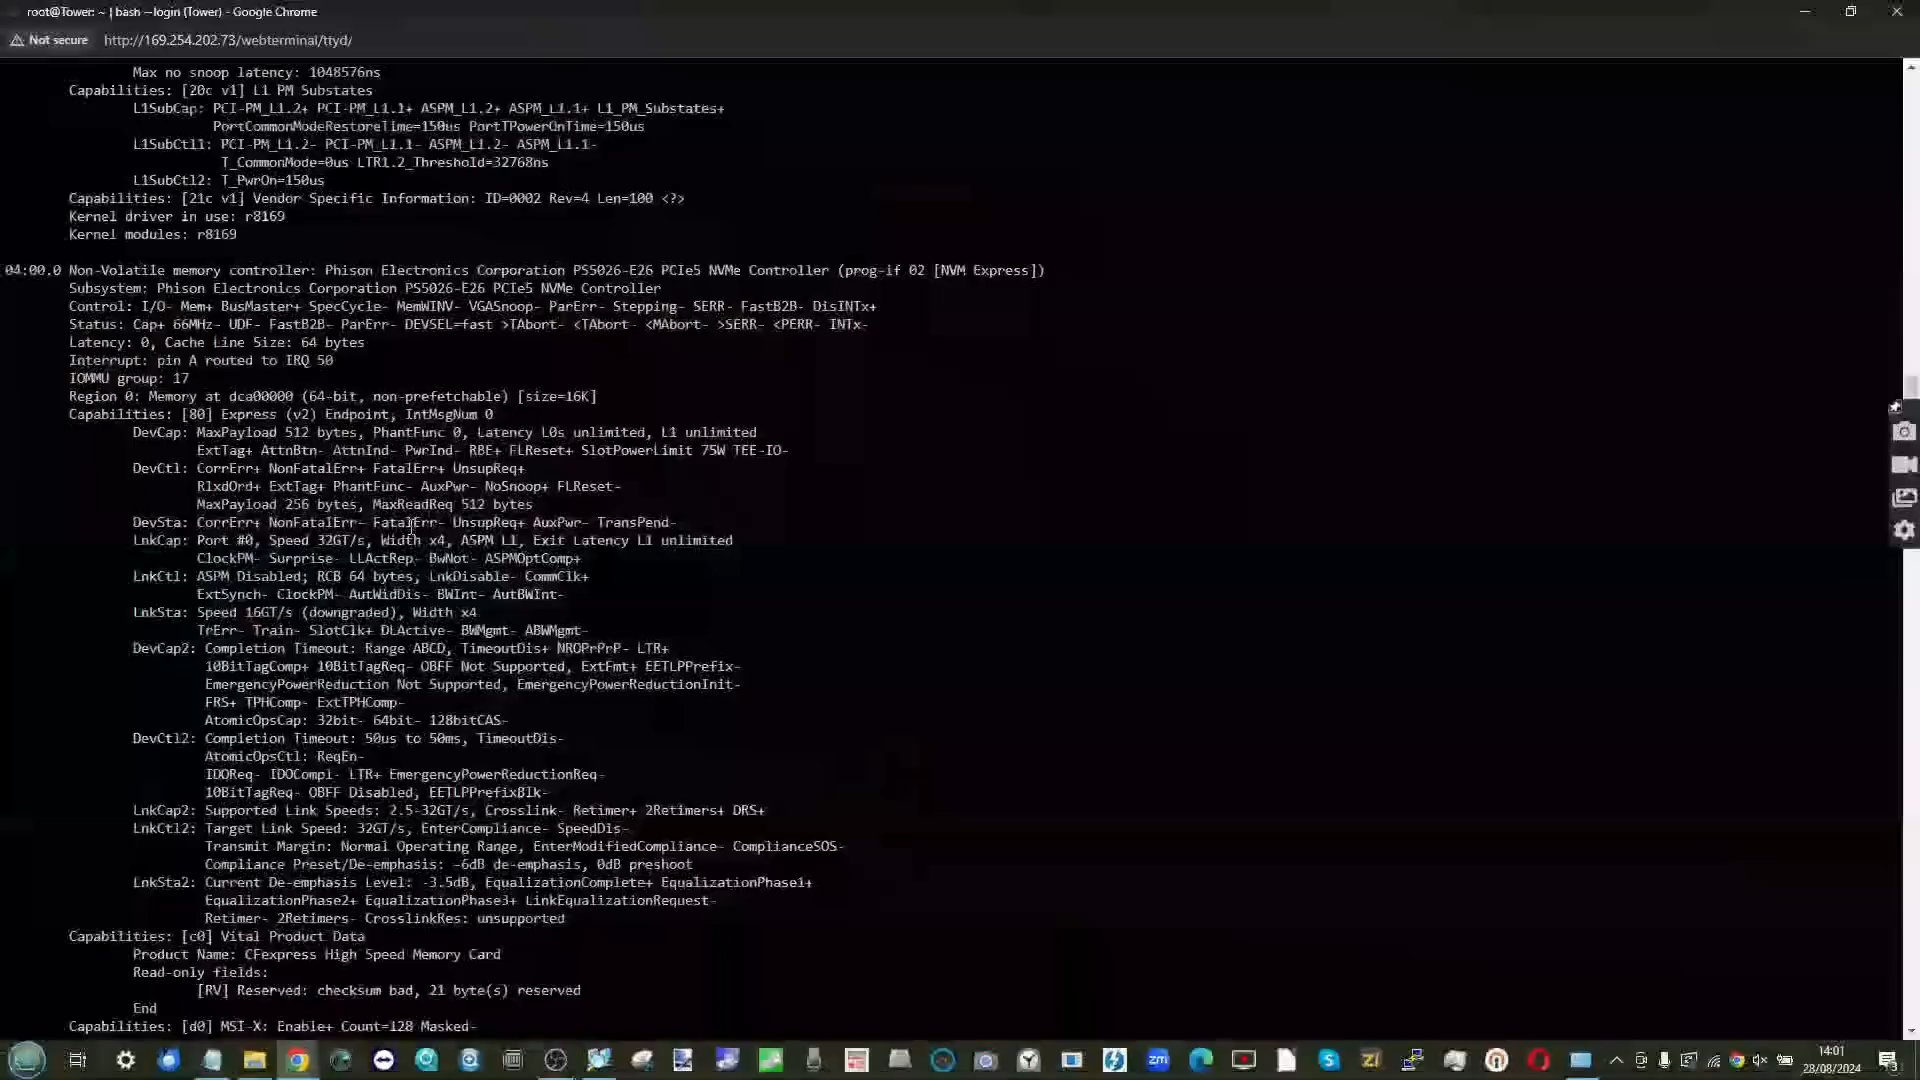 root@Tower: ~ | bash --login (Tower) - Google Chrome
Not secure http://169.254.202.73/webterminal/ttyd/
Max no snoop latency: 1048576ns
Capabilities: [20c v1] L1 PM Substates
L1SubCap: PCI-PM_L1.2+ PCI-PM_L1.1+ ASPM_L1.2+ ASPM_L1.1+ L1_PM_Substates+
PortCommonModeRestoreTime=150us PortTPowerOnTime=150us
L1SubCtl1: PCI-PM_L1.2- PCI-PM_L1.1- ASPM_L1.2- ASPM_L1.1-
T_CommonMode=0us LTR1.2_Threshold=32768ns
L1SubCtl2: T_PwrOn=150us
Capabilities: [21c v1] Vendor Specific Information: ID=0002 Rev=4 Len=100 <?>
Kernel driver in use: r8169
Kernel modules: r8169
04:00.0 Non-Volatile memory controller: Phison Electronics Corporation PS5026-E26 PCIe5 NVMe Controller (prog-if 02 [NVM Express])
Subsystem: Phison Electronics Corporation PS5026-E26 PCIe5 NVMe Controller
Control: I/O- Mem+ BusMaster+ SpecCycle- MemWINV- VGASnoop- ParErr- Stepping- SERR- FastB2B- DisINTx+
Status: Cap+ 66MHz- UDF- FastB2B- ParErr- DEVSEL=fast >TAbort- <TAbort- <MAbort- >SERR- <PERR- INTx-
Latency: 0, Cache Line Size: 64 bytes
Interrupt: pin A routed to IRQ 50
IOMMU group: 17
Region 0: Memory at dca00000 (64-bit, non-prefetchable) [size=16K]
Capabilities: [80] Express (v2) Endpoint, IntMsgNum 0
DevCap: MaxPayload 512 bytes, PhantFunc 0, Latency L0s unlimited, L1 unlimited
ExtTag+ AttnBtn- AttnInd- PwrInd- RBE+ FLReset+ SlotPowerLimit 75W TEE-IO-
DevCtl: CorrErr+ NonFatalErr+ FatalErr+ UnsupReq+
RlxdOrd+ ExtTag+ PhantFunc- AuxPwr- NoSnoop+ FLReset-
MaxPayload 256 bytes, MaxReadReq 512 bytes
DevSta: CorrErr+ NonFatalErr- FatalErr- UnsupReq+ AuxPwr- TransPend-
LnkCap: Port #0, Speed 32GT/s, Width x4, ASPM L1, Exit Latency L1 unlimited
ClockPM- Surprise- LLActRep- BwNot- ASPMOptComp+
LnkCtl: ASPM Disabled; RCB 64 bytes, LnkDisable- CommClk+
ExtSynch- ClockPM- AutWidDis- BWInt- AutBWInt-
LnkSta: Speed 16GT/s (downgraded), Width x4
TrErr- Train- SlotClk+ DLActive- BWMgmt- ABWMgmt-
DevCap2: Completion Timeout: Range ABCD, TimeoutDis+ NROPrPrP- LTR+
10BitTagComp+ 10BitTagReq- OBFF Not Supported, ExtFmt+ EETLPPrefix-
EmergencyPowerReduction Not Supported, EmergencyPowerReductionInit-
FRS+ TPHComp- ExtTPHComp-
AtomicOpsCap: 32bit- 64bit- 128bitCAS-
DevCtl2: Completion Timeout: 50us to 50ms, TimeoutDis-
AtomicOpsCtl: ReqEn-
IDOReq- IDOCompl- LTR+ EmergencyPowerReductionReq-
10BitTagReq- OBFF Disabled, EETLPPrefixBlk-
LnkCap2: Supported Link Speeds: 2.5-32GT/s, Crosslink- Retimer+ 2Retimers+ DRS+
LnkCtl2: Target Link Speed: 32GT/s, EnterCompliance- SpeedDis-
Transmit Margin: Normal Operating Range, EnterModifiedCompliance- ComplianceSOS-
Compliance Preset/De-emphasis: -6dB de-emphasis, 0dB preshoot
LnkSta2: Current De-emphasis Level: -3.5dB, EqualizationComplete+ EqualizationPhase1+
EqualizationPhase2+ EqualizationPhase3+ LinkEqualizationRequest-
Retimer- 2Retimers- CrosslinkRes: unsupported
Capabilities: [c0] Vital Product Data
Product Name: CFexpress High Speed Memory Card
Read-only fields:
[RV] Reserved: checksum bad, 21 byte(s) reserved
End
Capabilities: [d0] MSI-X: Enable+ Count=128 Masked-
14:01
28/08/2024